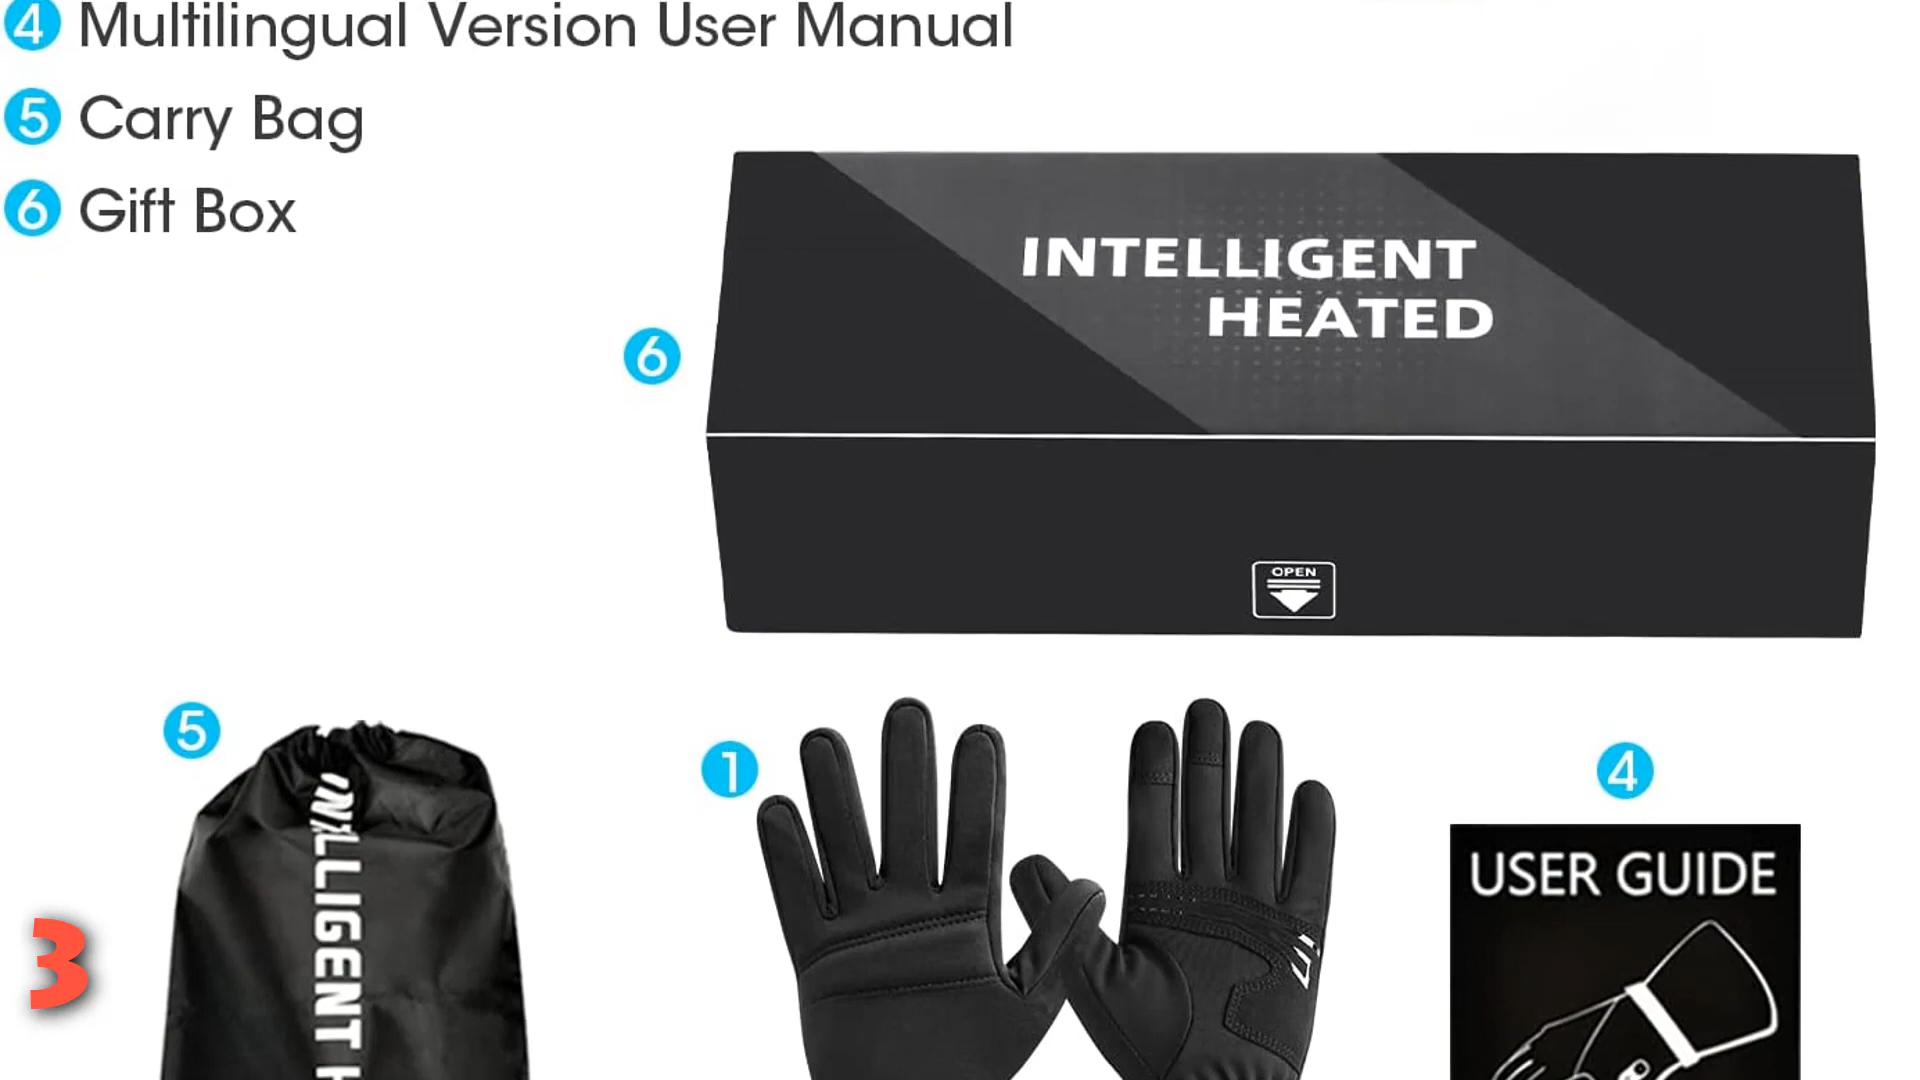 4 Multilingual Version User Manual
5 Carry Bag
6 Gift Box
INTELLIGENT
HEATED
6
OPEN
5
1
4
USER GUIDE
INTELLIGENT
3